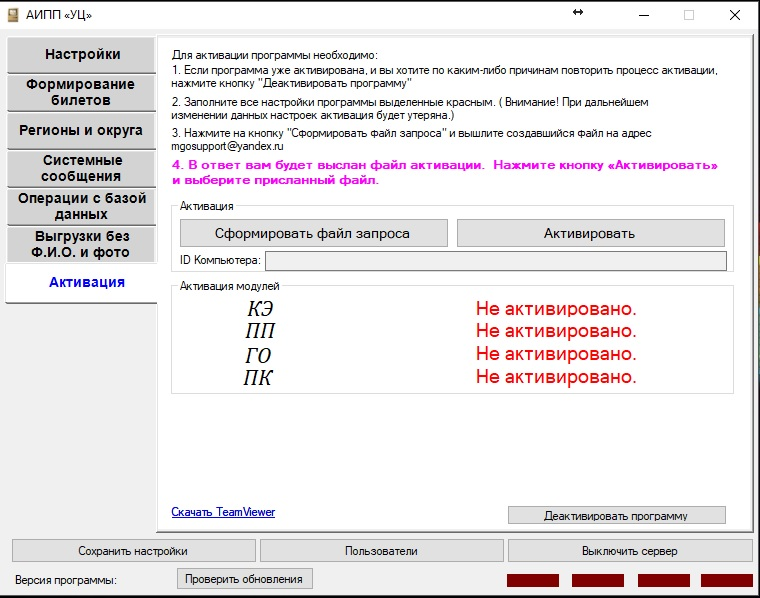 АИПП «УЦ»
Настройки
Формирование
билетов
Регионы и округа
Системные
сообщения
Операции с базой
данных
Выгрузки без
Ф.И.О. и фото
Активация
Для активации программы необходимо:
1. Если программа уже активирована, и вы хотите по каким-либо причинам повторить процесс активации,
нажмите кнопку "Деактивировать программу"
2. Заполните все настройки программы выделенные красным. ( Внимание! При дальнейшем
изменении данных настроек активация будет утеряна.)
3. Нажмите на кнопку "Сформировать файл запроса" и вышлите создавшийся файл на адрес
mgosupport@yandex.ru
4. В ответ вам будет выслан файл активации. Нажмите кнопку «Активировать»
и выберите присланный файл.
Активация
Сформировать файл запроса
Активировать
ID Компьютера:
Активация модулей
КЭ Не активировано.
ПП Не активировано.
ГО Не активировано.
ПК Не активировано.
Скачать TeamViewer
Деактивировать программу
Сохранить настройки
Пользователи
Выключить сервер
Версия программы:
Проверить обновления